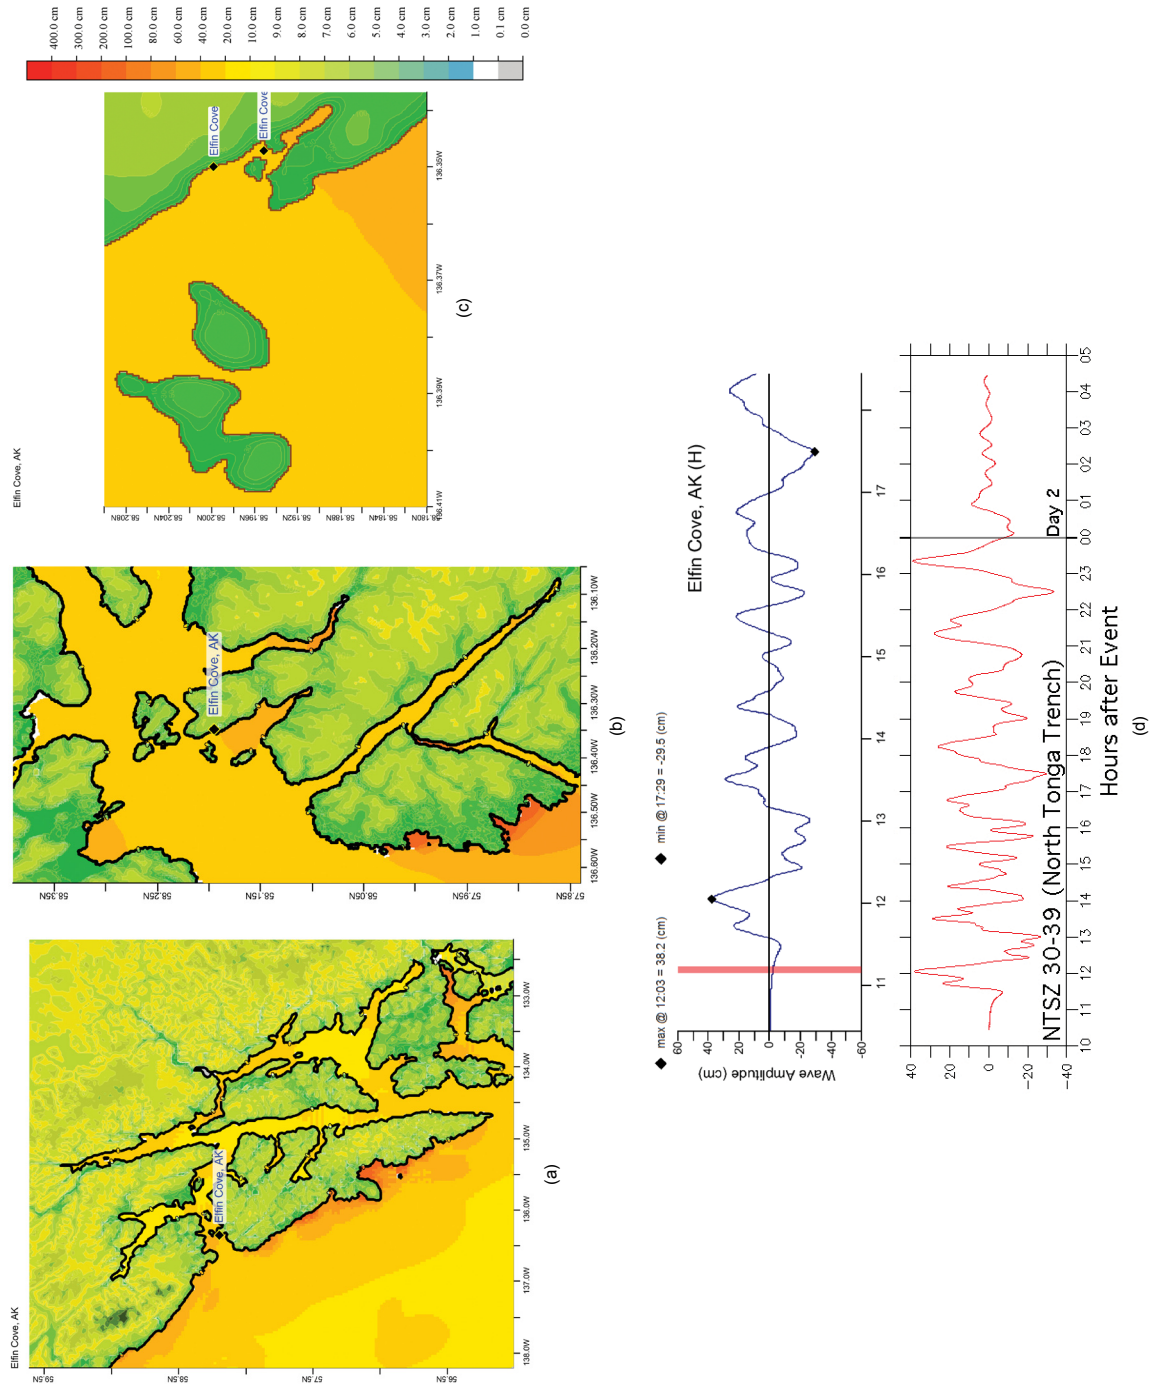 Elfin Cove, AK
59.5N
58.5N
57.5N
56.5N
138.0W
137.0W
136.0W
135.0W
134.0W
133.0W
Elfin Cove, AK
(a)
58.35N
58.25N
58.15N
58.05N
57.95N
57.85N
136.60W
136.50W
136.40W
136.30W
136.20W
136.10W
Elfin Cove, AK
(b)
Elfin Cove, AK
58.208N
58.204N
58.200N
58.196N
58.192N
58.188N
58.184N
58.180N
136.41W
136.39W
136.37W
136.35W
Elfin Cove
Elfin Cove
(c)
400.0 cm
300.0 cm
200.0 cm
100.0 cm
80.0 cm
60.0 cm
40.0 cm
20.0 cm
10.0 cm
9.0 cm
8.0 cm
7.0 cm
6.0 cm
5.0 cm
4.0 cm
3.0 cm
2.0 cm
1.0 cm
0.1 cm
0.0 cm
max @ 12:03 = 38.2 (cm)
min @ 17:29 = -29.5 (cm)
Elfin Cove, AK (H)
Wave Amplitude (cm)
60
40
20
0
-20
-40
-60
11 12 13 14 15 16 17
40
20
0
-20
-40
NTSZ 30-39 (North Tonga Trench)
Day 2
10 11 12 13 14 15 16 17 18 19 20 21 22 23 00 01 02 03 04 05
Hours after Event
(d)